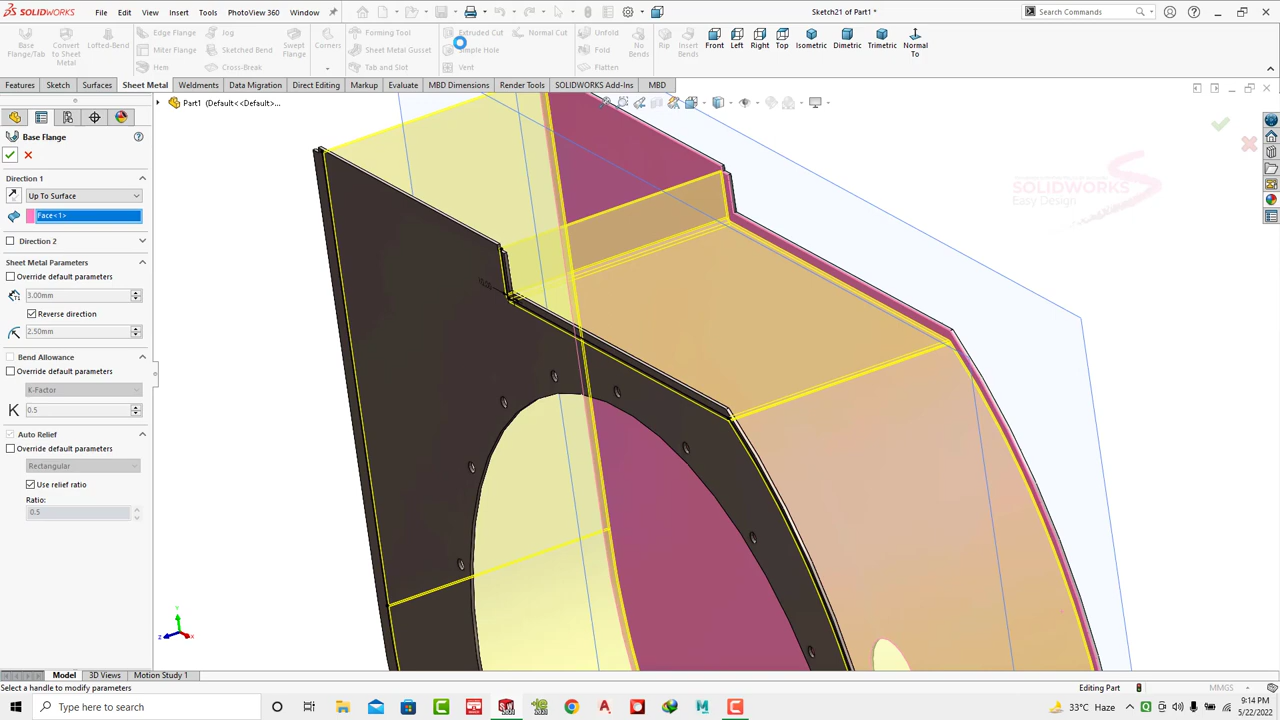 SOLIDWORKS File Edit View Insert Tools PhotoView 360 Window Sketch21 of Part1 * Search Commands
Base Flange/Tab Convert to Sheet Metal Lofted-Bend Edge Flange Miter Flange Hem Jog Sketched Bend Cross-Break Swept Flange Corners Forming Tool Sheet Metal Gusset Tab and Slot Extruded Cut Simple Hole Vent Normal Cut Unfold Fold Flatten No Bends Rip Insert Bends Front Left Right Top Isometric Dimetric Trimetric Normal To
Features Sketch Surfaces Sheet Metal Weldments Data Migration Direct Editing Markup Evaluate MBD Dimensions Render Tools SOLIDWORKS Add-Ins MBD
Part1 (Default<<Default>...
Base Flange
Direction 1
Up To Surface
Face<1>
Direction 2
Sheet Metal Parameters
Override default parameters
3.00mm
Reverse direction
2.50mm
Bend Allowance
Override default parameters
K-Factor
K 0.5
Auto Relief
Override default parameters
Rectangular
Use relief ratio
Ratio:
0.5
SOLIDWORKS
Easy Design
Y
Z X
Model 3D Views Motion Study 1
Select a handle to modify parameters Editing Part MMGS
Type here to search 33°C Haze 9:14 PM
5/22/2022